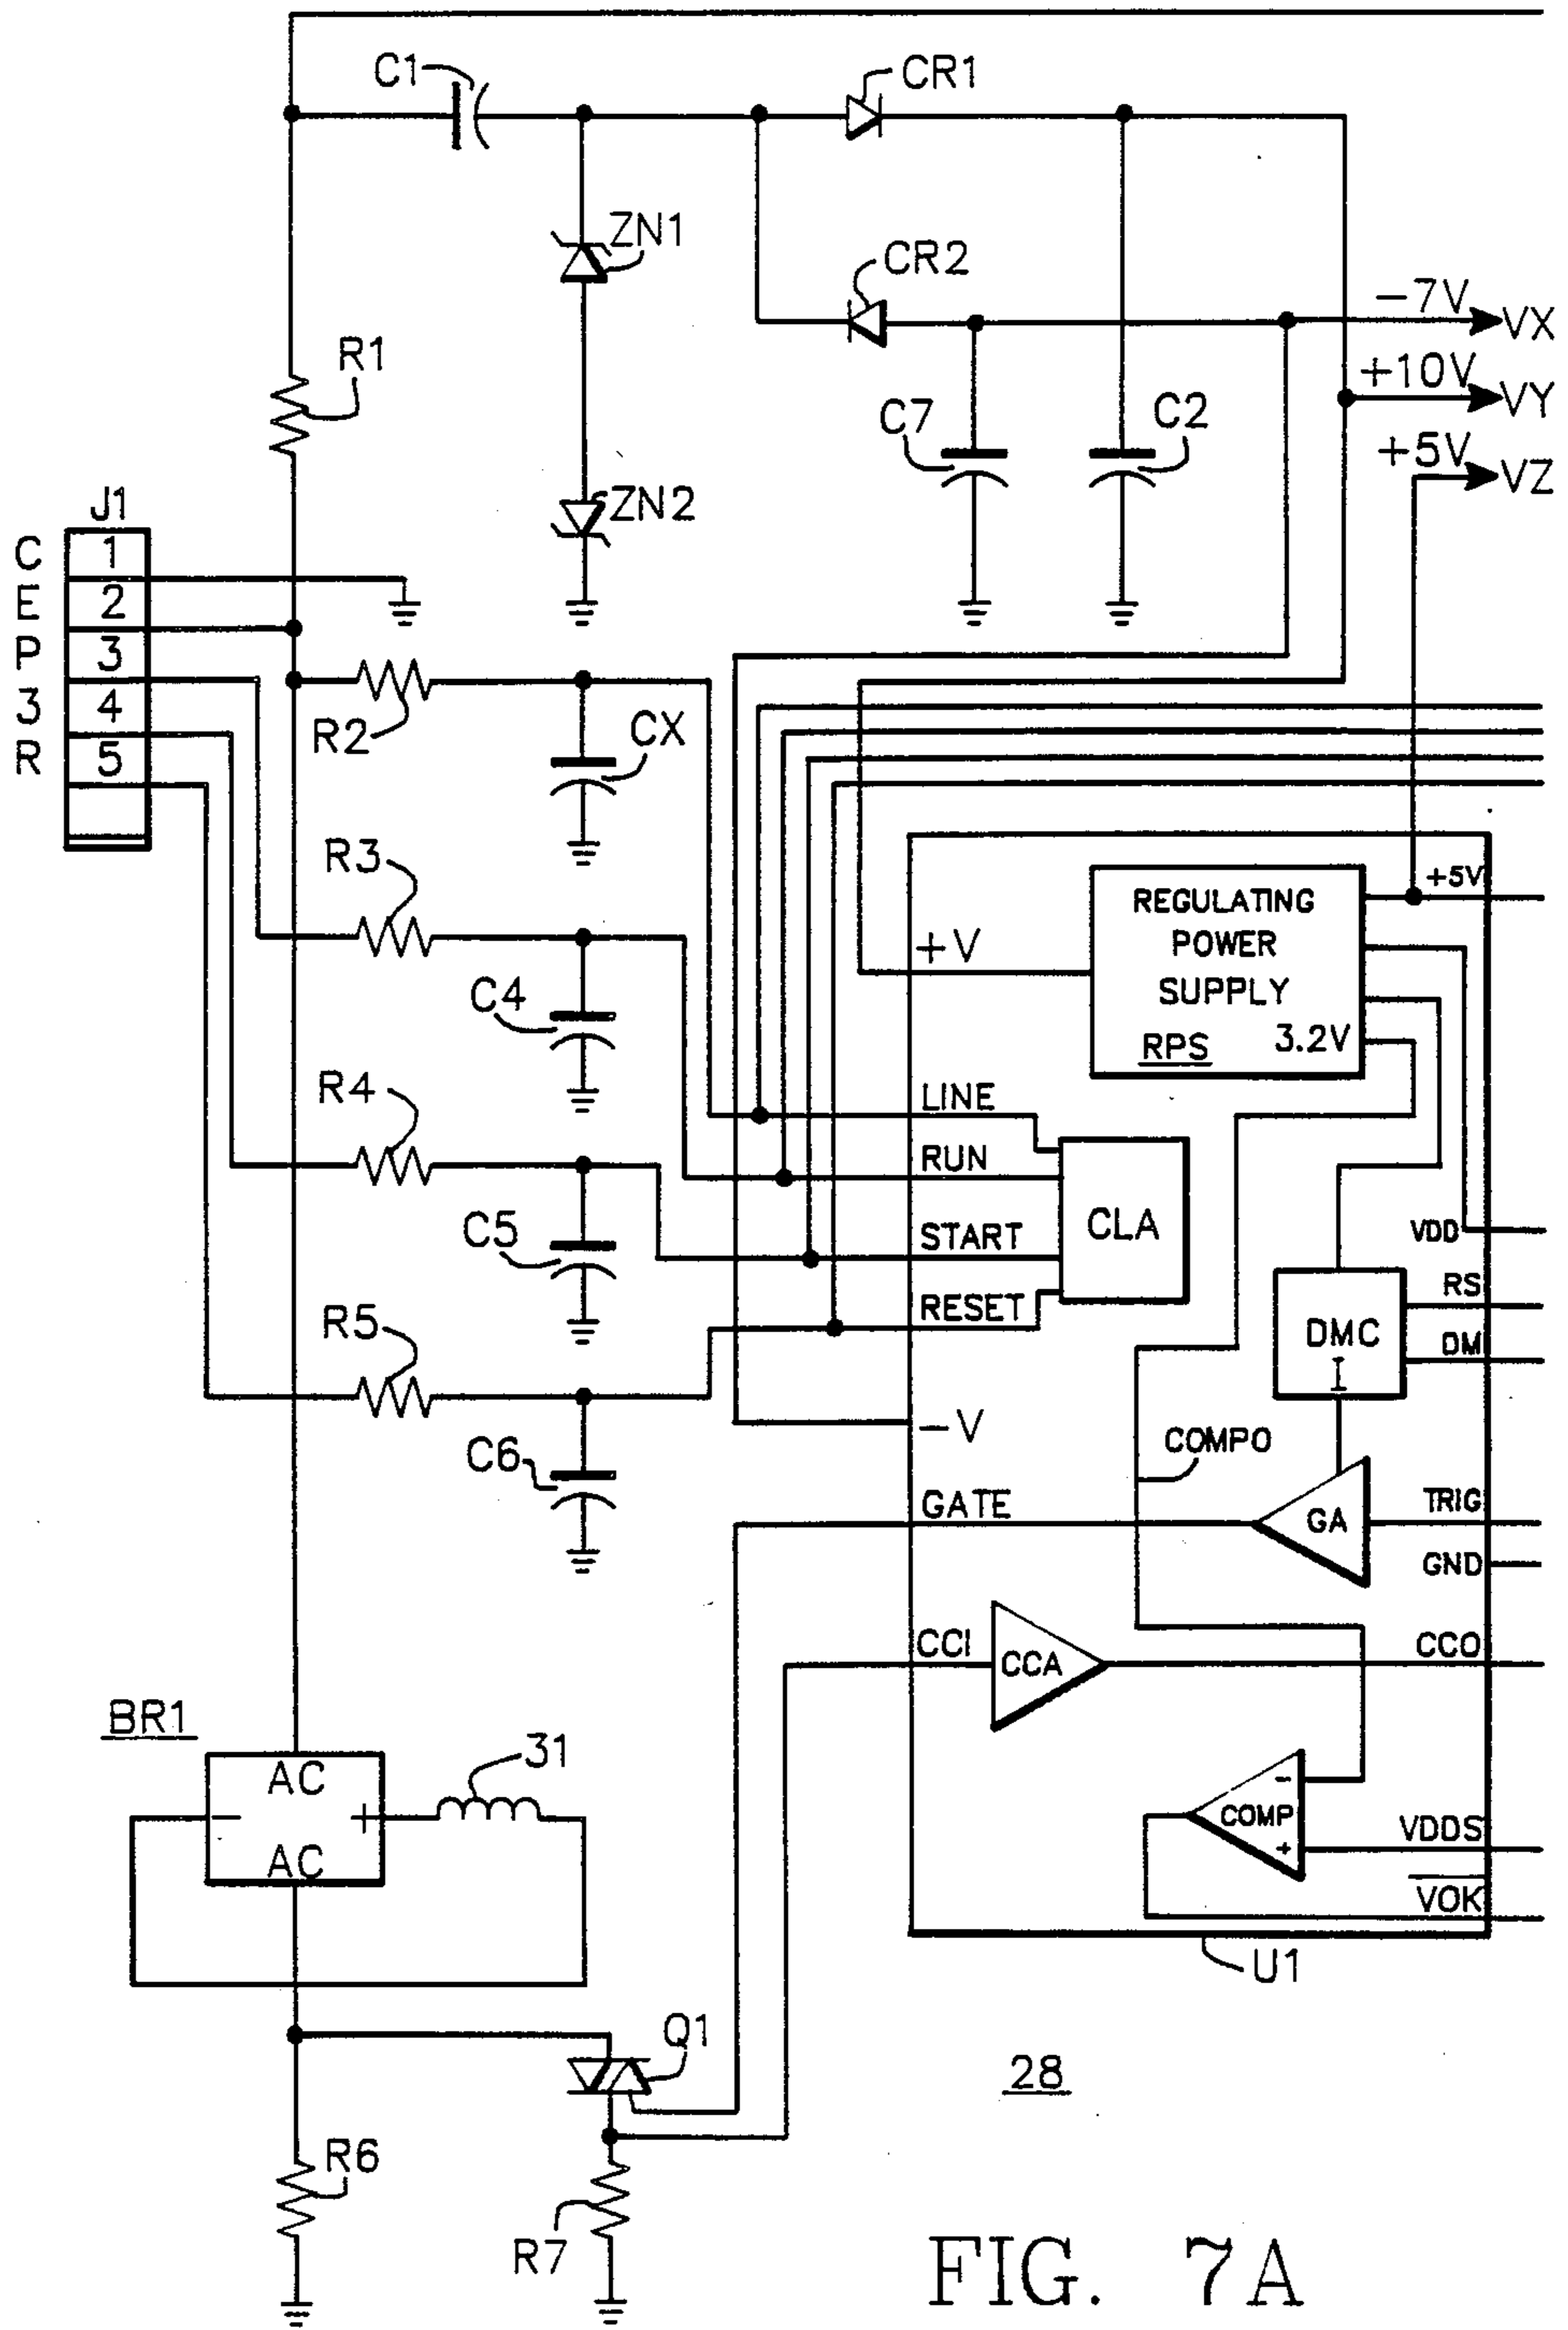 C1
CR1
ZN1
CR2
-7V
VX
R1
+10V
VY
C7
C2
+5V
VZ
ZN2
J1
C
1
E
2
P
3
3
4
R
5
R2
CX
R3
+5V
REGULATING
POWER
SUPPLY
RPS
3.2V
+V
C4
R4
LINE
RUN
CLA
C5
START
VDD
RS
R5
RESET
DMC
I
DM
-V
COMPO
C6
GATE
GA
TRIG
GND
CCI
CCA
CCO
BR1
31
AC
-
+
AC
-
COMP
+
VDDS
VOK
U1
Q1
28
R6
R7
FIG. 7A